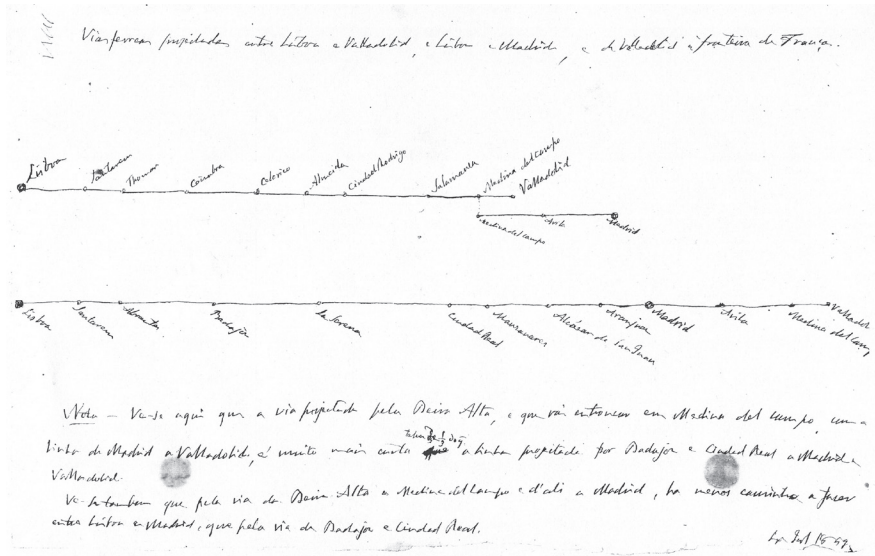 Vias ferreas projectadas entre Lisboa e Valladolid, e Lisboa e Madrid, e de Valladolid á fronteira de França.
Lisboa
Santarem
Thomar
Coimbra
Celorico
Almeida
Ciudad Rodrigo
Salamanca
Medina del Campo
Valladolid
Medina del Campo
Avila
Madrid
Lisboa
Santarem
Abrantes
Badajoz
La Serena
Ciudad Real
Manzanares
Alcázar de San Juan
Aranjuez
Madrid
Avila
Medina del Camp
Valladol
Nota — Ve-se aqui que a via projectada pela Beira Alta, e que vai entroncar em Medina del Campo, com a
linha de Madrid a Valladolid, é muito mais curta que a linha projectada por Badajoz e Ciudad Real a Madrid e
Valladolid.
Ve-se tambem que pela via da Beira Alta a Medina del Campo e d'ali a Madrid, ha menos caminho a fazer
entre Lisboa e Madrid, que pela via de Badajoz e Ciudad Real.